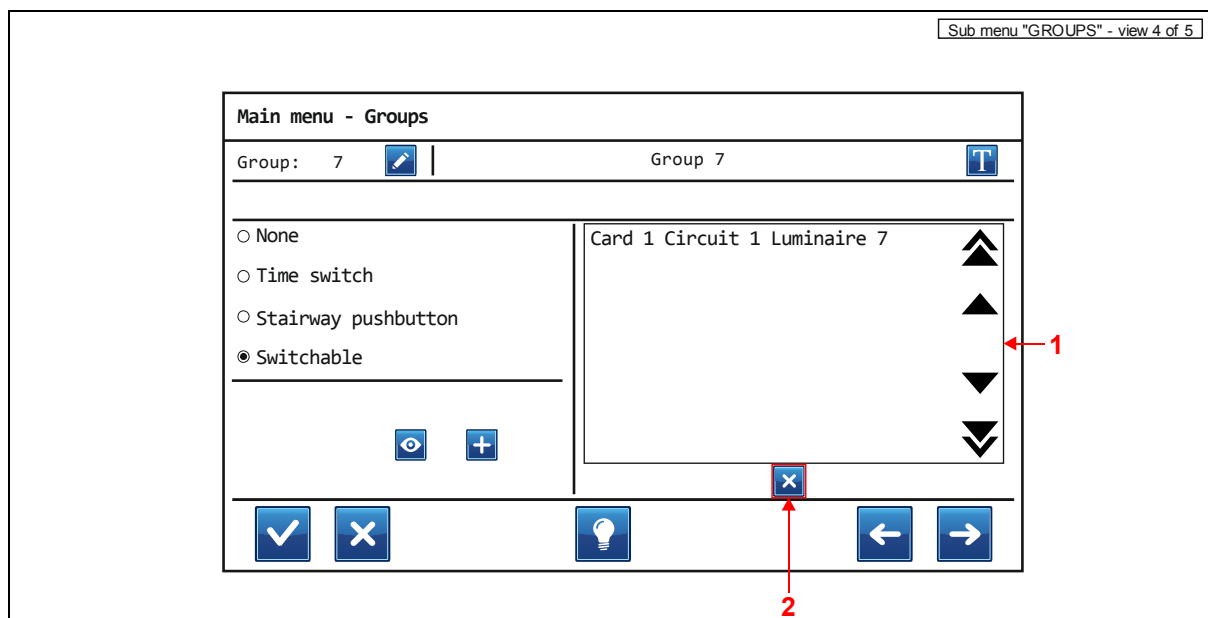 Sub menu "GROUPS" - view 4 of 5
Main menu - Groups
Group: 7
Group 7
T
None
Time switch
Stairway pushbutton
Switchable
Card 1 Circuit 1 Luminaire 7
1
2